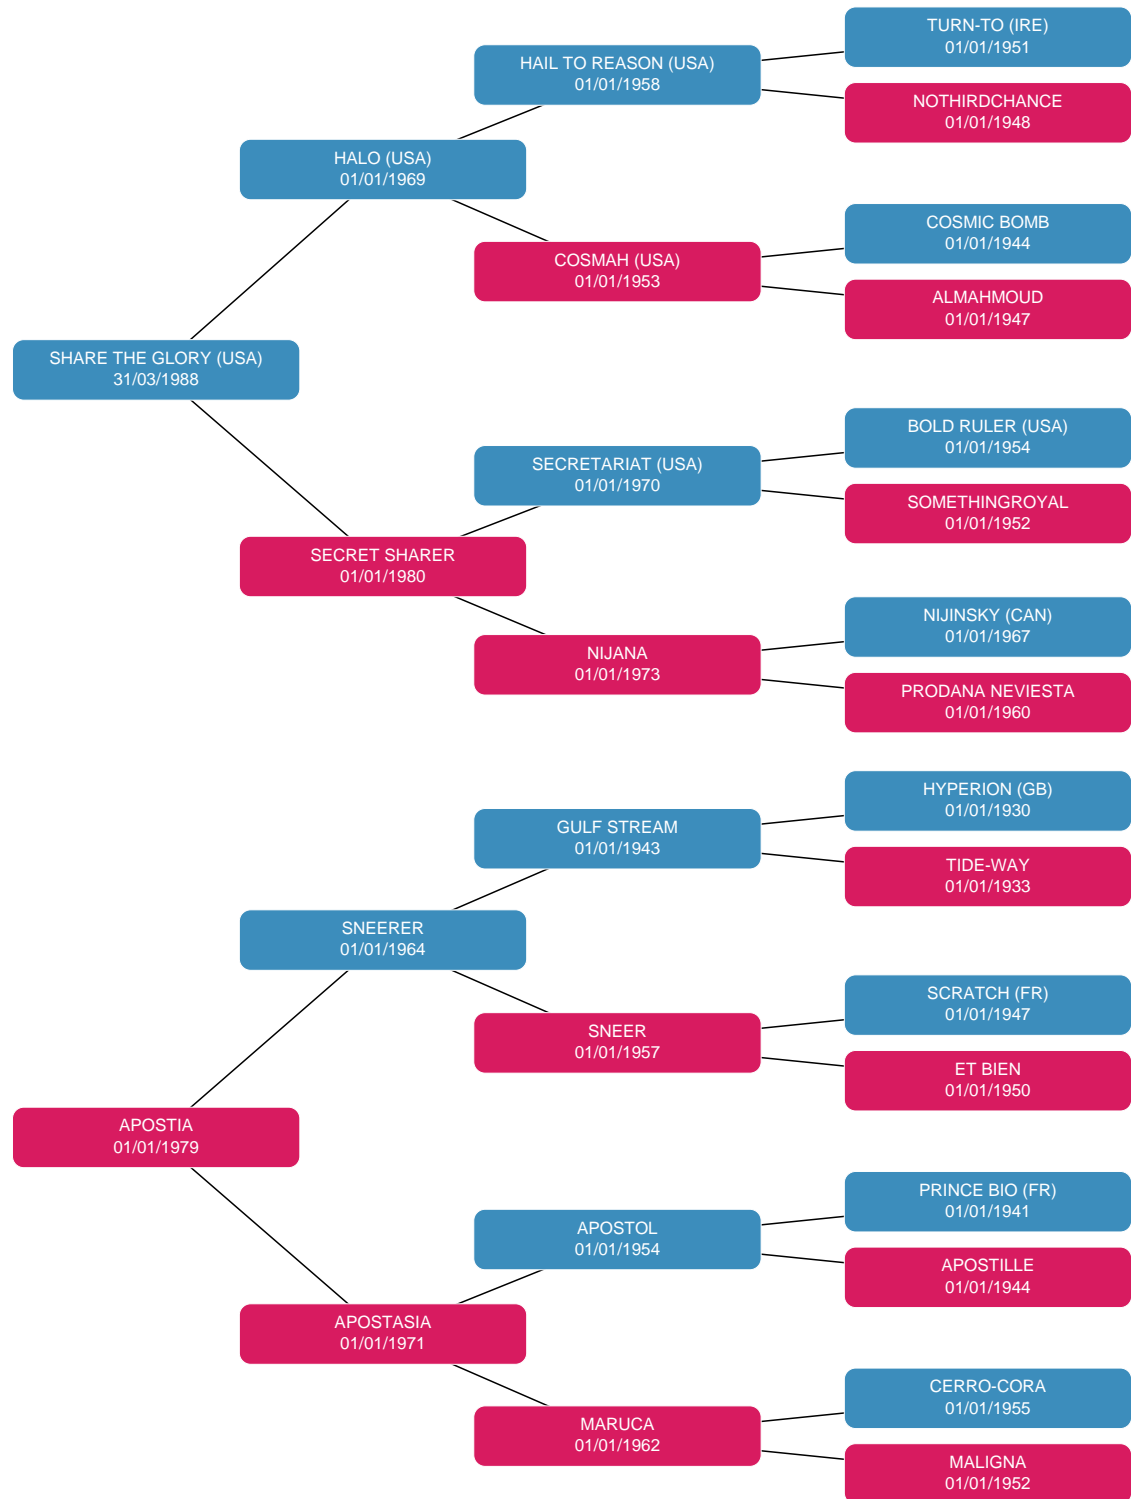 TURN-TO (IRE)
01/01/1951
HAIL TO REASON (USA)
01/01/1958
NOTHIRDCHANCE
01/01/1948
HALO (USA)
01/01/1969
COSMIC BOMB
01/01/1944
COSMAH (USA)
01/01/1953
ALMAHMOUD
01/01/1947
SHARE THE GLORY (USA)
31/03/1988
BOLD RULER (USA)
01/01/1954
SECRETARIAT (USA)
01/01/1970
SOMETHINGROYAL
01/01/1952
SECRET SHARER
01/01/1980
NIJINSKY (CAN)
01/01/1967
NIJANA
01/01/1973
PRODANA NEVIESTA
01/01/1960
HYPERION (GB)
01/01/1930
GULF STREAM
01/01/1943
TIDE-WAY
01/01/1933
SNEERER
01/01/1964
SCRATCH (FR)
01/01/1947
SNEER
01/01/1957
ET BIEN
01/01/1950
APOSTIA
01/01/1979
PRINCE BIO (FR)
01/01/1941
APOSTOL
01/01/1954
APOSTILLE
01/01/1944
APOSTASIA
01/01/1971
CERRO-CORA
01/01/1955
MARUCA
01/01/1962
MALIGNA
01/01/1952